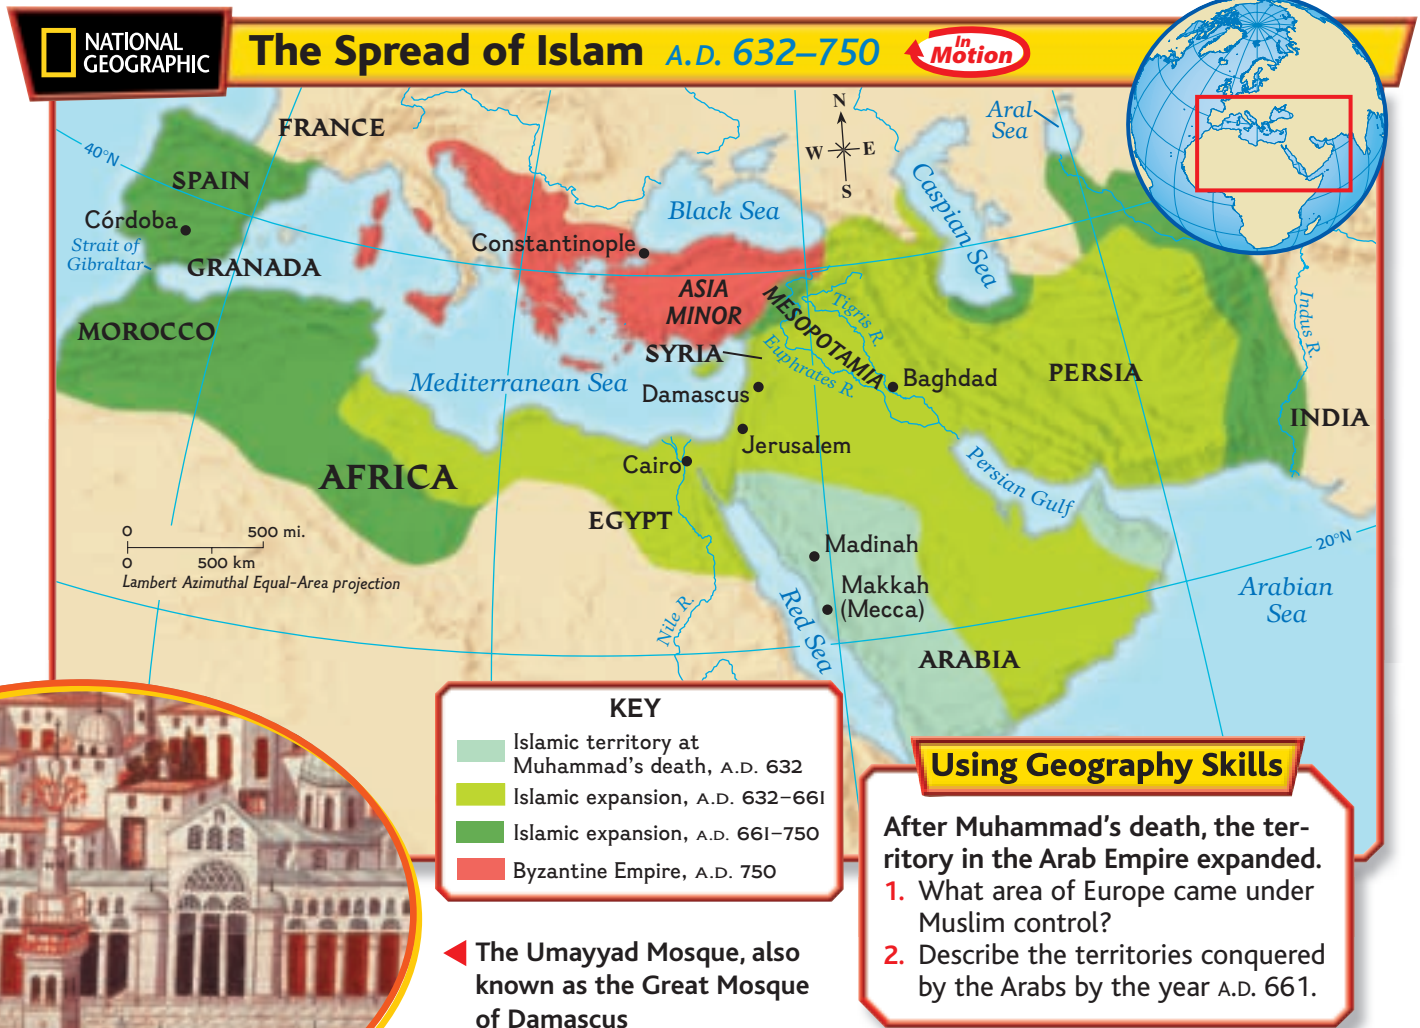 NATIONAL
GEOGRAPHIC
The Spread of Islam A.D. 632–750
In
Motion
40°N
FRANCE
SPAIN
Córdoba
Strait of
Gibraltar
GRANADA
MOROCCO
AFRICA
Mediterranean Sea
Constantinople
Black Sea
ASIA
MINOR
N
W E
S
Aral
Sea
Caspian Sea
MESOPOTAMIA
Tigris R.
Euphrates R.
SYRIA
Damascus
Baghdad
PERSIA
Indus R.
INDIA
Jerusalem
Cairo
EGYPT
Persian Gulf
Madinah
Makkah
(Mecca)
Red Sea
Nile R.
ARABIA
20°N
Arabian
Sea
0 500 mi.
0 500 km
Lambert Azimuthal Equal-Area projection
KEY
Islamic territory at
Muhammad's death, A.D. 632
Islamic expansion, A.D. 632–661
Islamic expansion, A.D. 661–750
Byzantine Empire, A.D. 750
The Umayyad Mosque, also
known as the Great Mosque
of Damascus
Using Geography Skills
After Muhammad's death, the ter-
ritory in the Arab Empire expanded.
1. What area of Europe came under
Muslim control?
2. Describe the territories conquered
by the Arabs by the year A.D. 661.